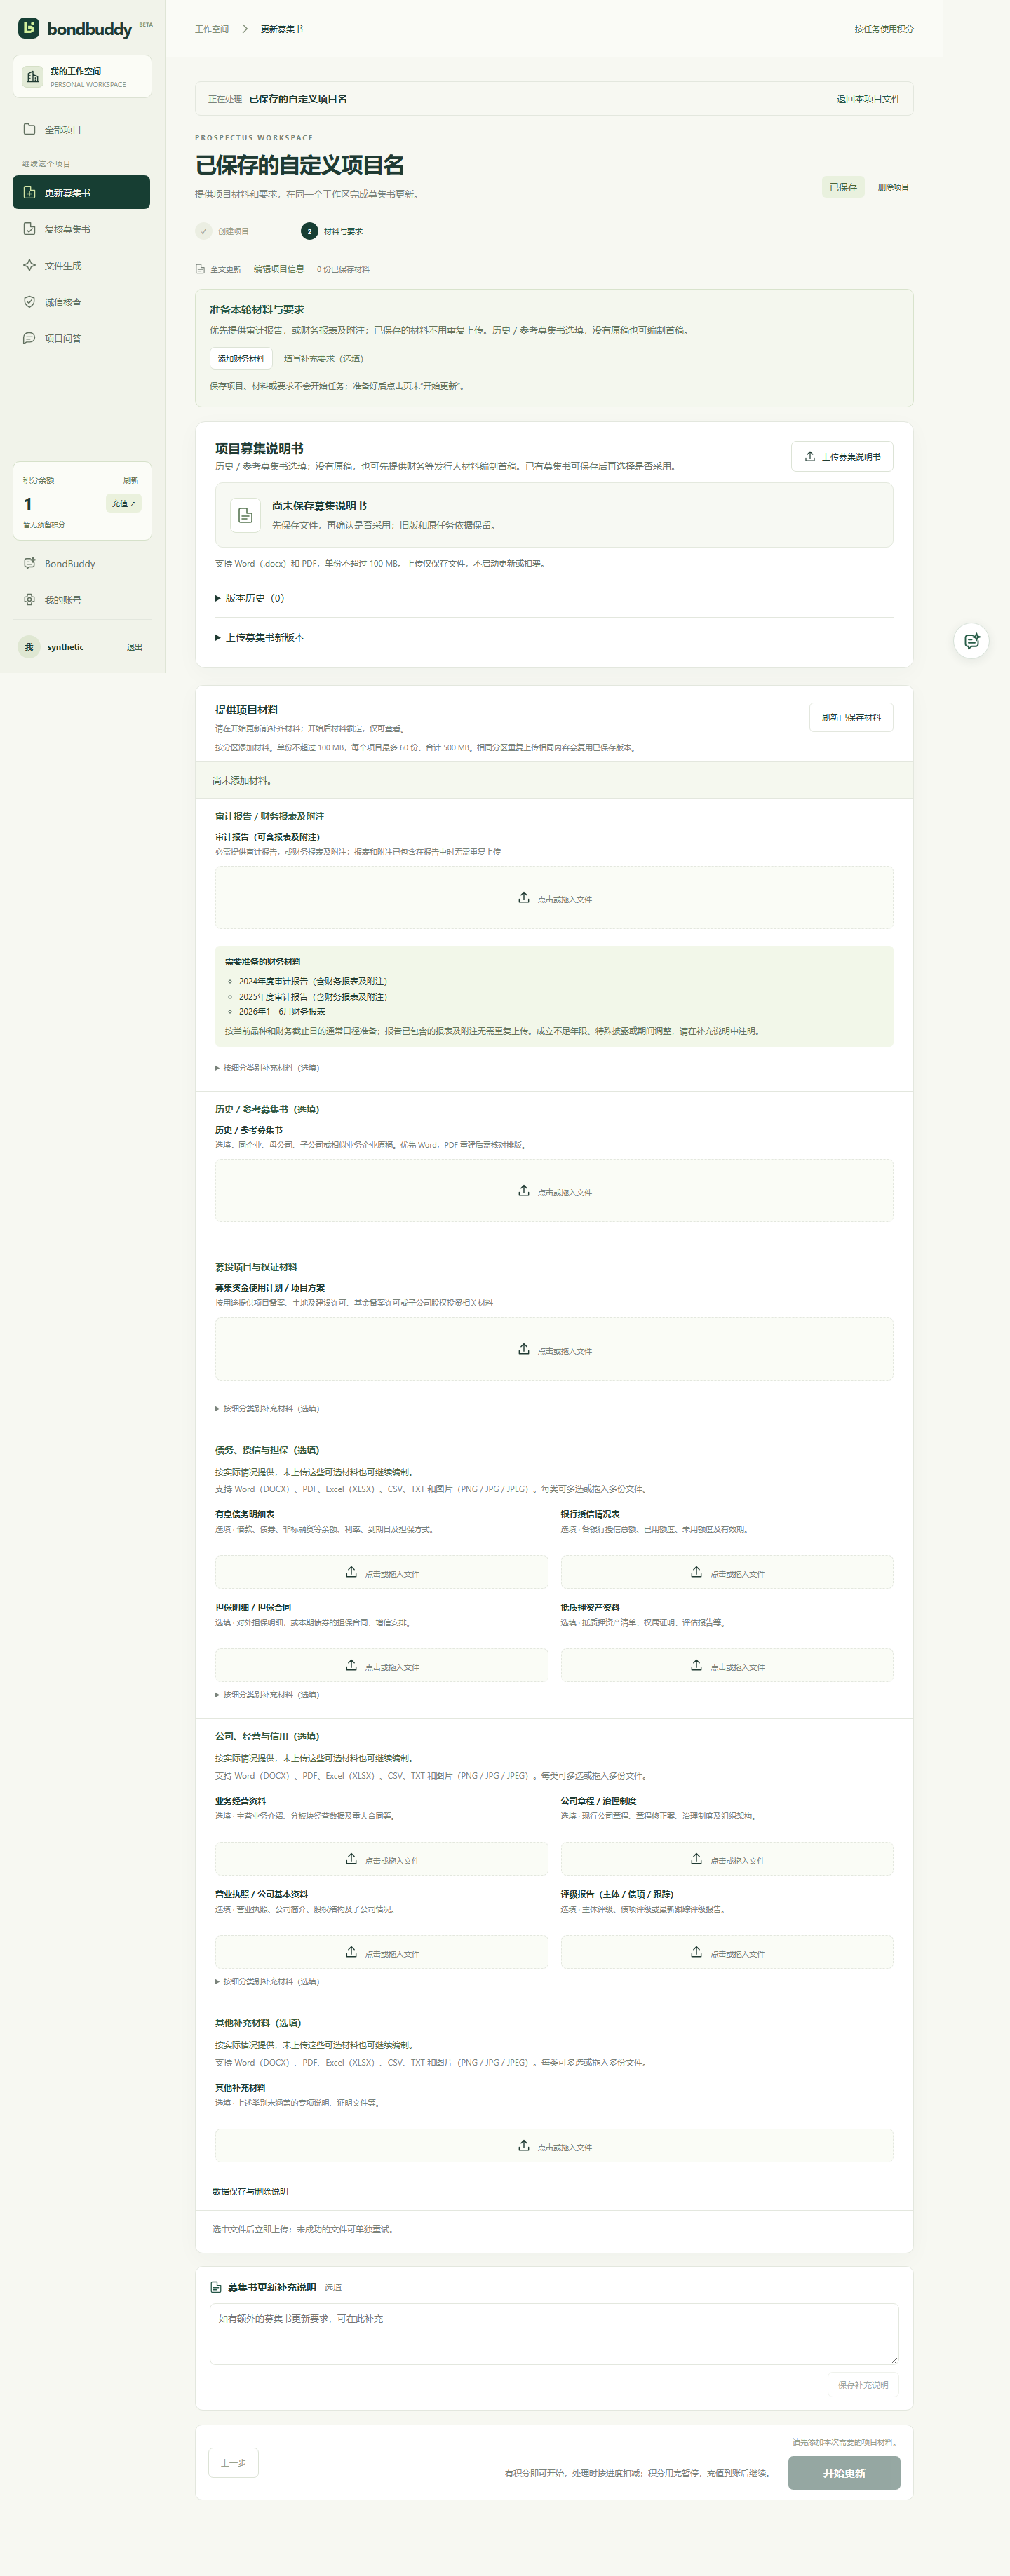 bondbuddy BETA
我的工作空间
PERSONAL WORKSPACE
全部项目
继续这个项目
更新募集书
复核募集书
文件生成
诚信核查
项目问答
积分余额 刷新
1 充值 ↗
暂无预留积分
BondBuddy
我的账号
我 synthetic 退出
工作空间 > 更新募集书 按任务使用积分
正在处理 已保存的自定义项目名 返回本项目文件
PROSPECTUS WORKSPACE
已保存的自定义项目名
提供项目材料和要求，在同一个工作区完成募集书更新。
已保存 删除项目
✓ 创建项目 2 材料与要求
全文更新 编辑项目信息 0 份已保存材料
准备本轮材料与要求
优先提供审计报告，或财务报表及附注；已保存的材料不用重复上传。历史 / 参考募集书选填，没有原稿也可编制首稿。
添加财务材料 填写补充要求（选填）
保存项目、材料或要求不会开始任务；准备好后点击页末“开始更新”。
项目募集说明书
历史 / 参考募集书选填；没有原稿，也可先提供财务等发行人材料编制首稿。已有募集书可保存后再选择是否采用。
上传募集说明书
尚未保存募集说明书
先保存文件，再确认是否采用；旧版和原任务依据保留。
支持 Word（.docx）和 PDF，单份不超过 100 MB。上传仅保存文件，不启动更新或扣费。
▶ 版本历史（0）
▶ 上传募集书新版本
提供项目材料
请在开始更新前补齐材料；开始后材料锁定，仅可查看。
刷新已保存材料
按分区添加材料。单份不超过 100 MB，每个项目最多 60 份、合计 500 MB。相同分区重复上传相同内容会复用已保存版本。
尚未添加材料。
审计报告 / 财务报表及附注
审计报告（可含报表及附注）
必需提供审计报告，或财务报表及附注；报表和附注已包含在报告中时无需重复上传
点击或拖入文件
需要准备的财务材料
2024年度审计报告（含财务报表及附注）
2025年度审计报告（含财务报表及附注）
2026年1—6月财务报表
按当前品种和财务截止日的通常口径准备；报告已包含的报表及附注无需重复上传。成立不足年限、特殊披露或期间调整，请在补充说明中注明。
▶ 按细分类别补充材料（选填）
历史 / 参考募集书（选填）
历史 / 参考募集书
选填：同企业、母公司、子公司或相似业务企业原稿。优先 Word；PDF 重建后需核对排版。
点击或拖入文件
募投项目与权证材料
募集资金使用计划 / 项目方案
按用途提供项目备案、土地及建设许可、基金备案许可或子公司股权投资相关材料
点击或拖入文件
▶ 按细分类别补充材料（选填）
债务、授信与担保（选填）
按实际情况提供，未上传这些可选材料也可继续编制。
支持 Word（DOCX）、PDF、Excel（XLSX）、CSV、TXT 和图片（PNG / JPG / JPEG）。每类可多选或拖入多份文件。
有息债务明细表 银行授信情况表
选填 · 借款、债券、非标融资等余额、利率、到期日及担保方式。 选填 · 各银行授信总额、已用额度、未用额度及有效期。
点击或拖入文件 点击或拖入文件
担保明细 / 担保合同 抵质押资产资料
选填 · 对外担保明细，或本期债券的担保合同、增信安排。 选填 · 抵质押资产清单、权属证明、评估报告等。
点击或拖入文件 点击或拖入文件
▶ 按细分类别补充材料（选填）
公司、经营与信用（选填）
按实际情况提供，未上传这些可选材料也可继续编制。
支持 Word（DOCX）、PDF、Excel（XLSX）、CSV、TXT 和图片（PNG / JPG / JPEG）。每类可多选或拖入多份文件。
业务经营资料 公司章程 / 治理制度
选填 · 主营业务介绍、分板块经营数据及重大合同等。 选填 · 现行公司章程、章程修正案、治理制度及组织架构。
点击或拖入文件 点击或拖入文件
营业执照 / 公司基本资料 评级报告（主体 / 债项 / 跟踪）
选填 · 营业执照、公司简介、股权结构及子公司情况。 选填 · 主体评级、债项评级或最新跟踪评级报告。
点击或拖入文件 点击或拖入文件
▶ 按细分类别补充材料（选填）
其他补充材料（选填）
按实际情况提供，未上传这些可选材料也可继续编制。
支持 Word（DOCX）、PDF、Excel（XLSX）、CSV、TXT 和图片（PNG / JPG / JPEG）。每类可多选或拖入多份文件。
其他补充材料
选填 · 上述类别未涵盖的专项说明、证明文件等。
点击或拖入文件
数据保存与删除说明
选中文件后立即上传；未成功的文件可单独重试。
募集书更新补充说明 选填
如有额外的募集书更新要求，可在此补充
保存补充说明
请先添加本次需要的项目材料。
上一步 有积分即可开始，处理时按进度扣减；积分用完暂停，充值到账后继续。 开始更新